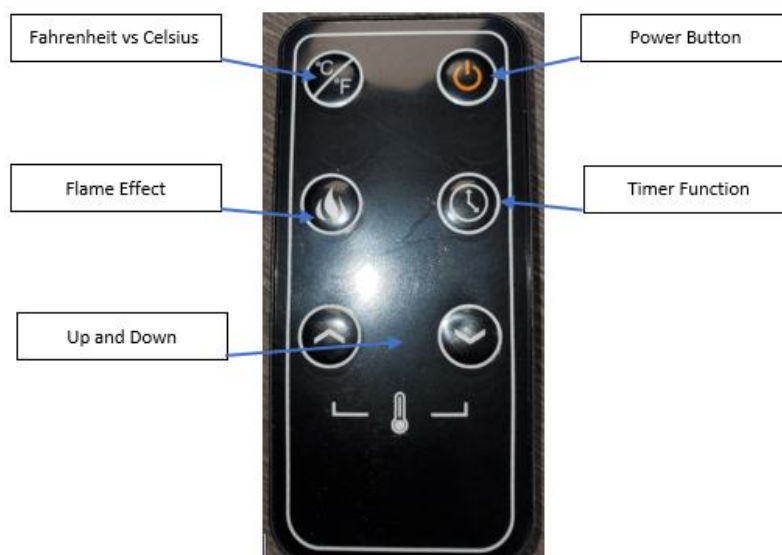 Fahrenheit vs Celsius
Power Button
°C
°F
Flame Effect
Timer Function
Up and Down